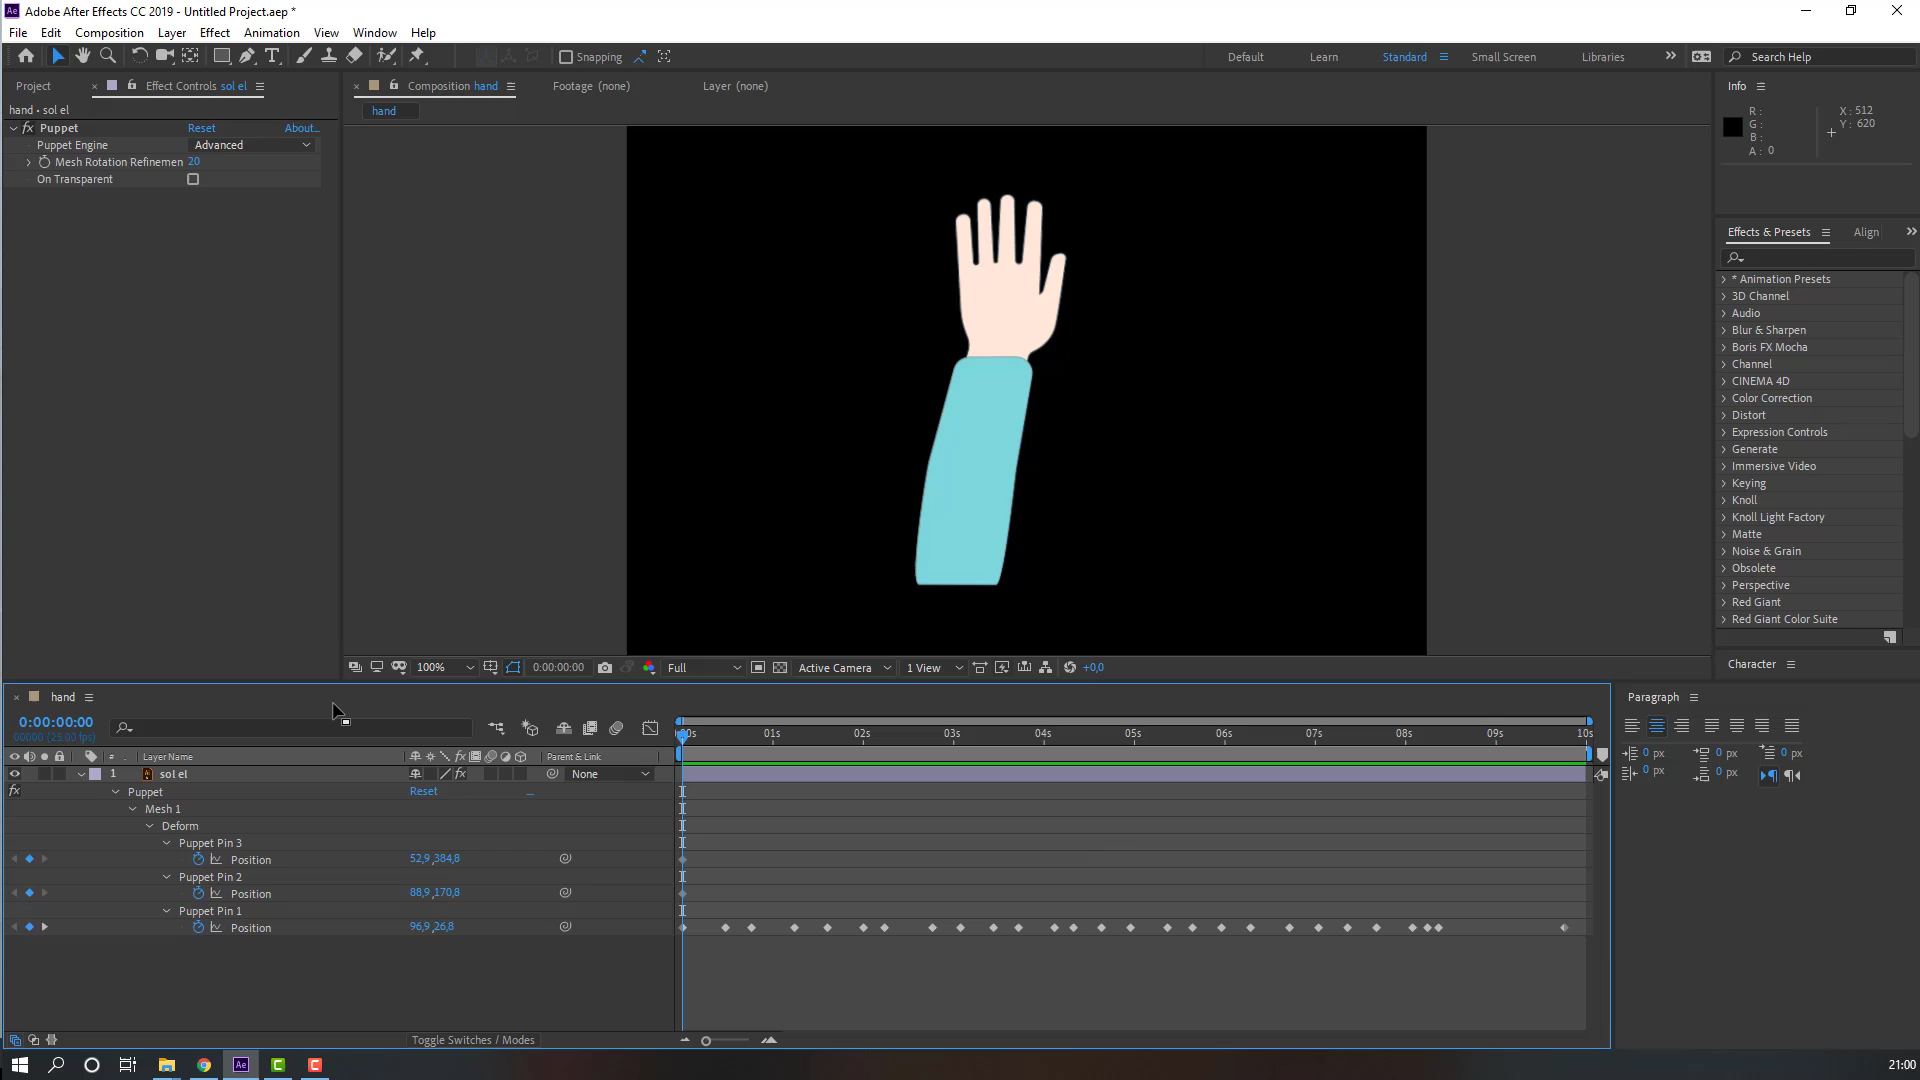 Adobe After Effects CC 2019 - Untitled Project.aep *
File Edit Composition Layer Effect Animation View Window Help
Snapping
Default Learn Standard Small Screen Libraries
Search Help
Project
Effect Controls sol el
hand • sol el
Puppet Reset About...
Puppet Engine Advanced
Mesh Rotation Refinemen 20
On Transparent
Composition hand
Footage (none)
Layer (none)
hand
Info
R :
G :
B :
A : 0
X : 512
Y : 620
Effects & Presets
Align
* Animation Presets
3D Channel
Audio
Blur & Sharpen
Boris FX Mocha
Channel
CINEMA 4D
Color Correction
Distort
Expression Controls
Generate
Immersive Video
Keying
Knoll
Knoll Light Factory
Matte
Noise & Grain
Obsolete
Perspective
Red Giant
Red Giant Color Suite
Character
100% 0:00:00:00 Full Active Camera 1 View +0,0
hand
0:00:00:00
00000 (25.00 fps)
# Layer Name Parent & Link
1 sol el None
Puppet Reset
Mesh 1
Deform
Puppet Pin 3
Position 52,9 ,384,8
Puppet Pin 2
Position 88,9 ,170,8
Puppet Pin 1
Position 96,9 ,26,8
00s 01s 02s 03s 04s 05s 06s 07s 08s 09s 10s
Toggle Switches / Modes
Paragraph
0 px 0 px 0 px
0 px 0 px
21:00